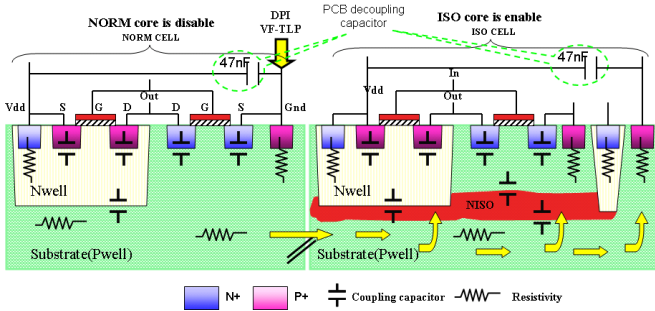 NORM core is disable
NORM CELL
DPI
VF-TLP
PCB decoupling
capacitor
ISO core is enable
ISO CELL
47nF
47nF
In
Vdd
Out
Out
Vdd
S
G
D
D
G
S
Gnd
Nwell
Nwell
NISO
Substrate(Pwell)
Substrate(Pwell)
N+
P+
Coupling capacitor
Resistivity